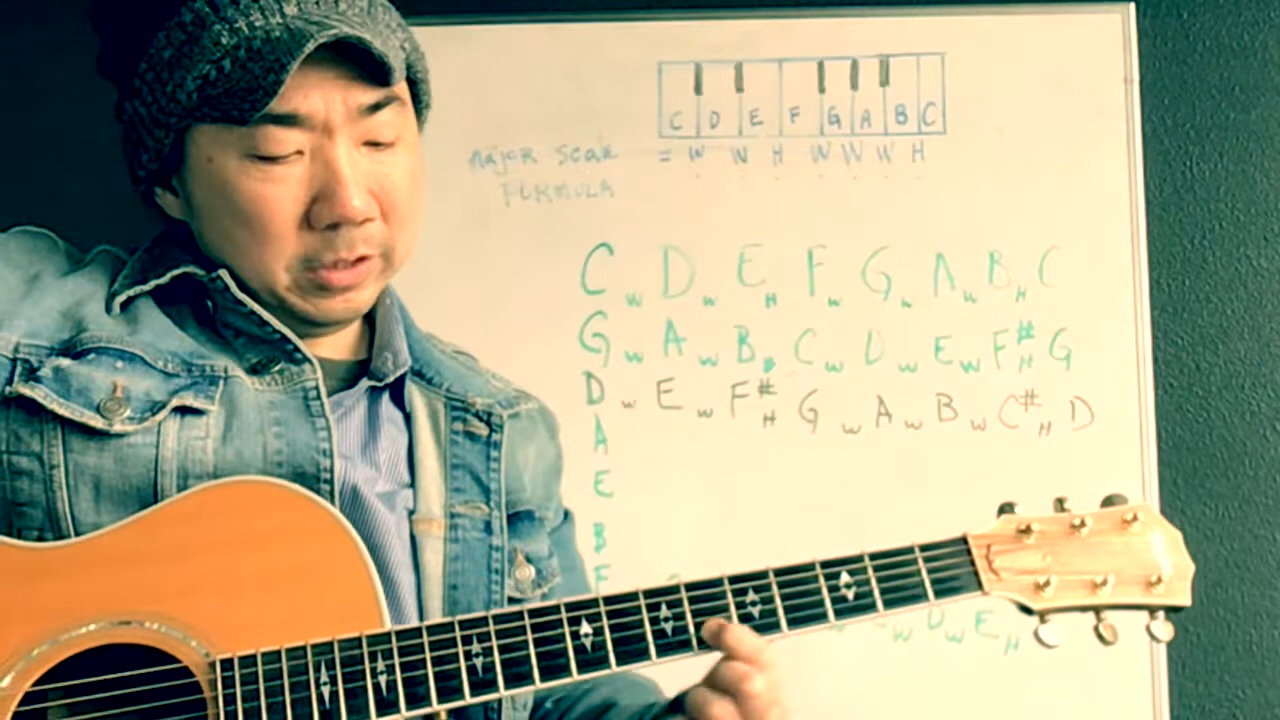 C D E F G A B C
major scale = W W H W W W H
FORMULA
C W D W E H F W G W A W B H C
G W A W B C W D W E W F# H G
D W E W F# H G W A W B W C# H D
A
E
B
F
W D W E H